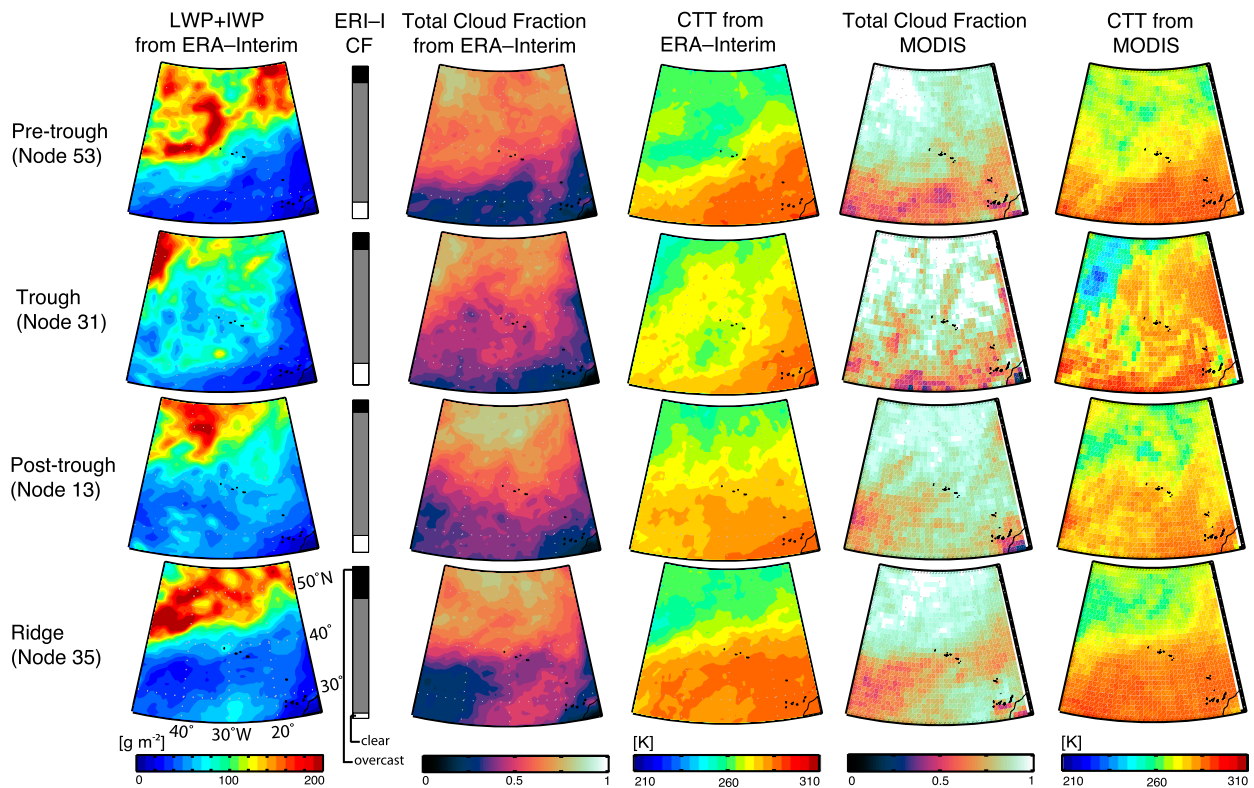 LWP+IWP
from ERA–Interim
ERI–I
CF
Total Cloud Fraction
from ERA–Interim
CTT from
ERA–Interim
Total Cloud Fraction
MODIS
CTT from
MODIS
Pre-trough
(Node 53)
Trough
(Node 31)
Post-trough
(Node 13)
Ridge
(Node 35)
50°N
40°
30°
40°
30°W
20°
clear
overcast
[g m⁻²]
0 100 200
0 0.5 1
[K]
210 260 310
0 0.5 1
[K]
210 260 310